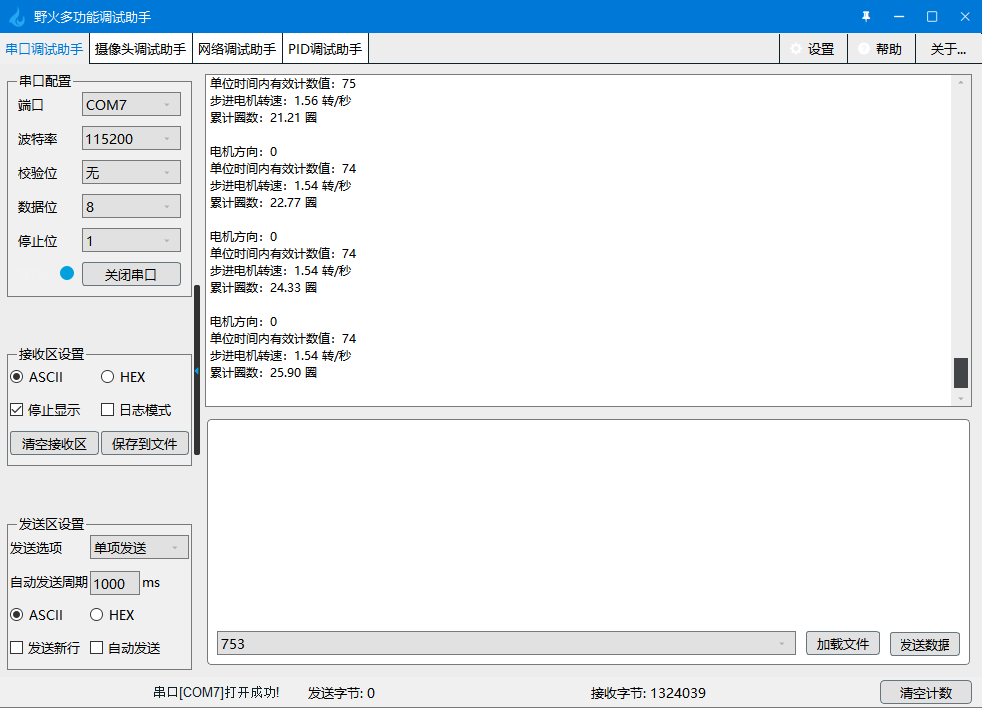 野火多功能调试助手
串口调试助手 摄像头调试助手 网络调试助手 PID调试助手 设置 帮助 关于...
串口配置
端口 COM7
波特率 115200
校验位 无
数据位 8
停止位 1
关闭串口
接收区设置
ASCII HEX
停止显示 日志模式
清空接收区 保存到文件
发送区设置
发送选项 单项发送
自动发送周期 1000 ms
ASCII HEX
发送新行 自动发送
单位时间内有效计数值：75
步进电机转速：1.56 转/秒
累计圈数：21.21 圈
电机方向：0
单位时间内有效计数值：74
步进电机转速：1.54 转/秒
累计圈数：22.77 圈
电机方向：0
单位时间内有效计数值：74
步进电机转速：1.54 转/秒
累计圈数：24.33 圈
电机方向：0
单位时间内有效计数值：74
步进电机转速：1.54 转/秒
累计圈数：25.90 圈
753 加载文件 发送数据
串口[COM7]打开成功! 发送字节: 0 接收字节: 1324039 清空计数